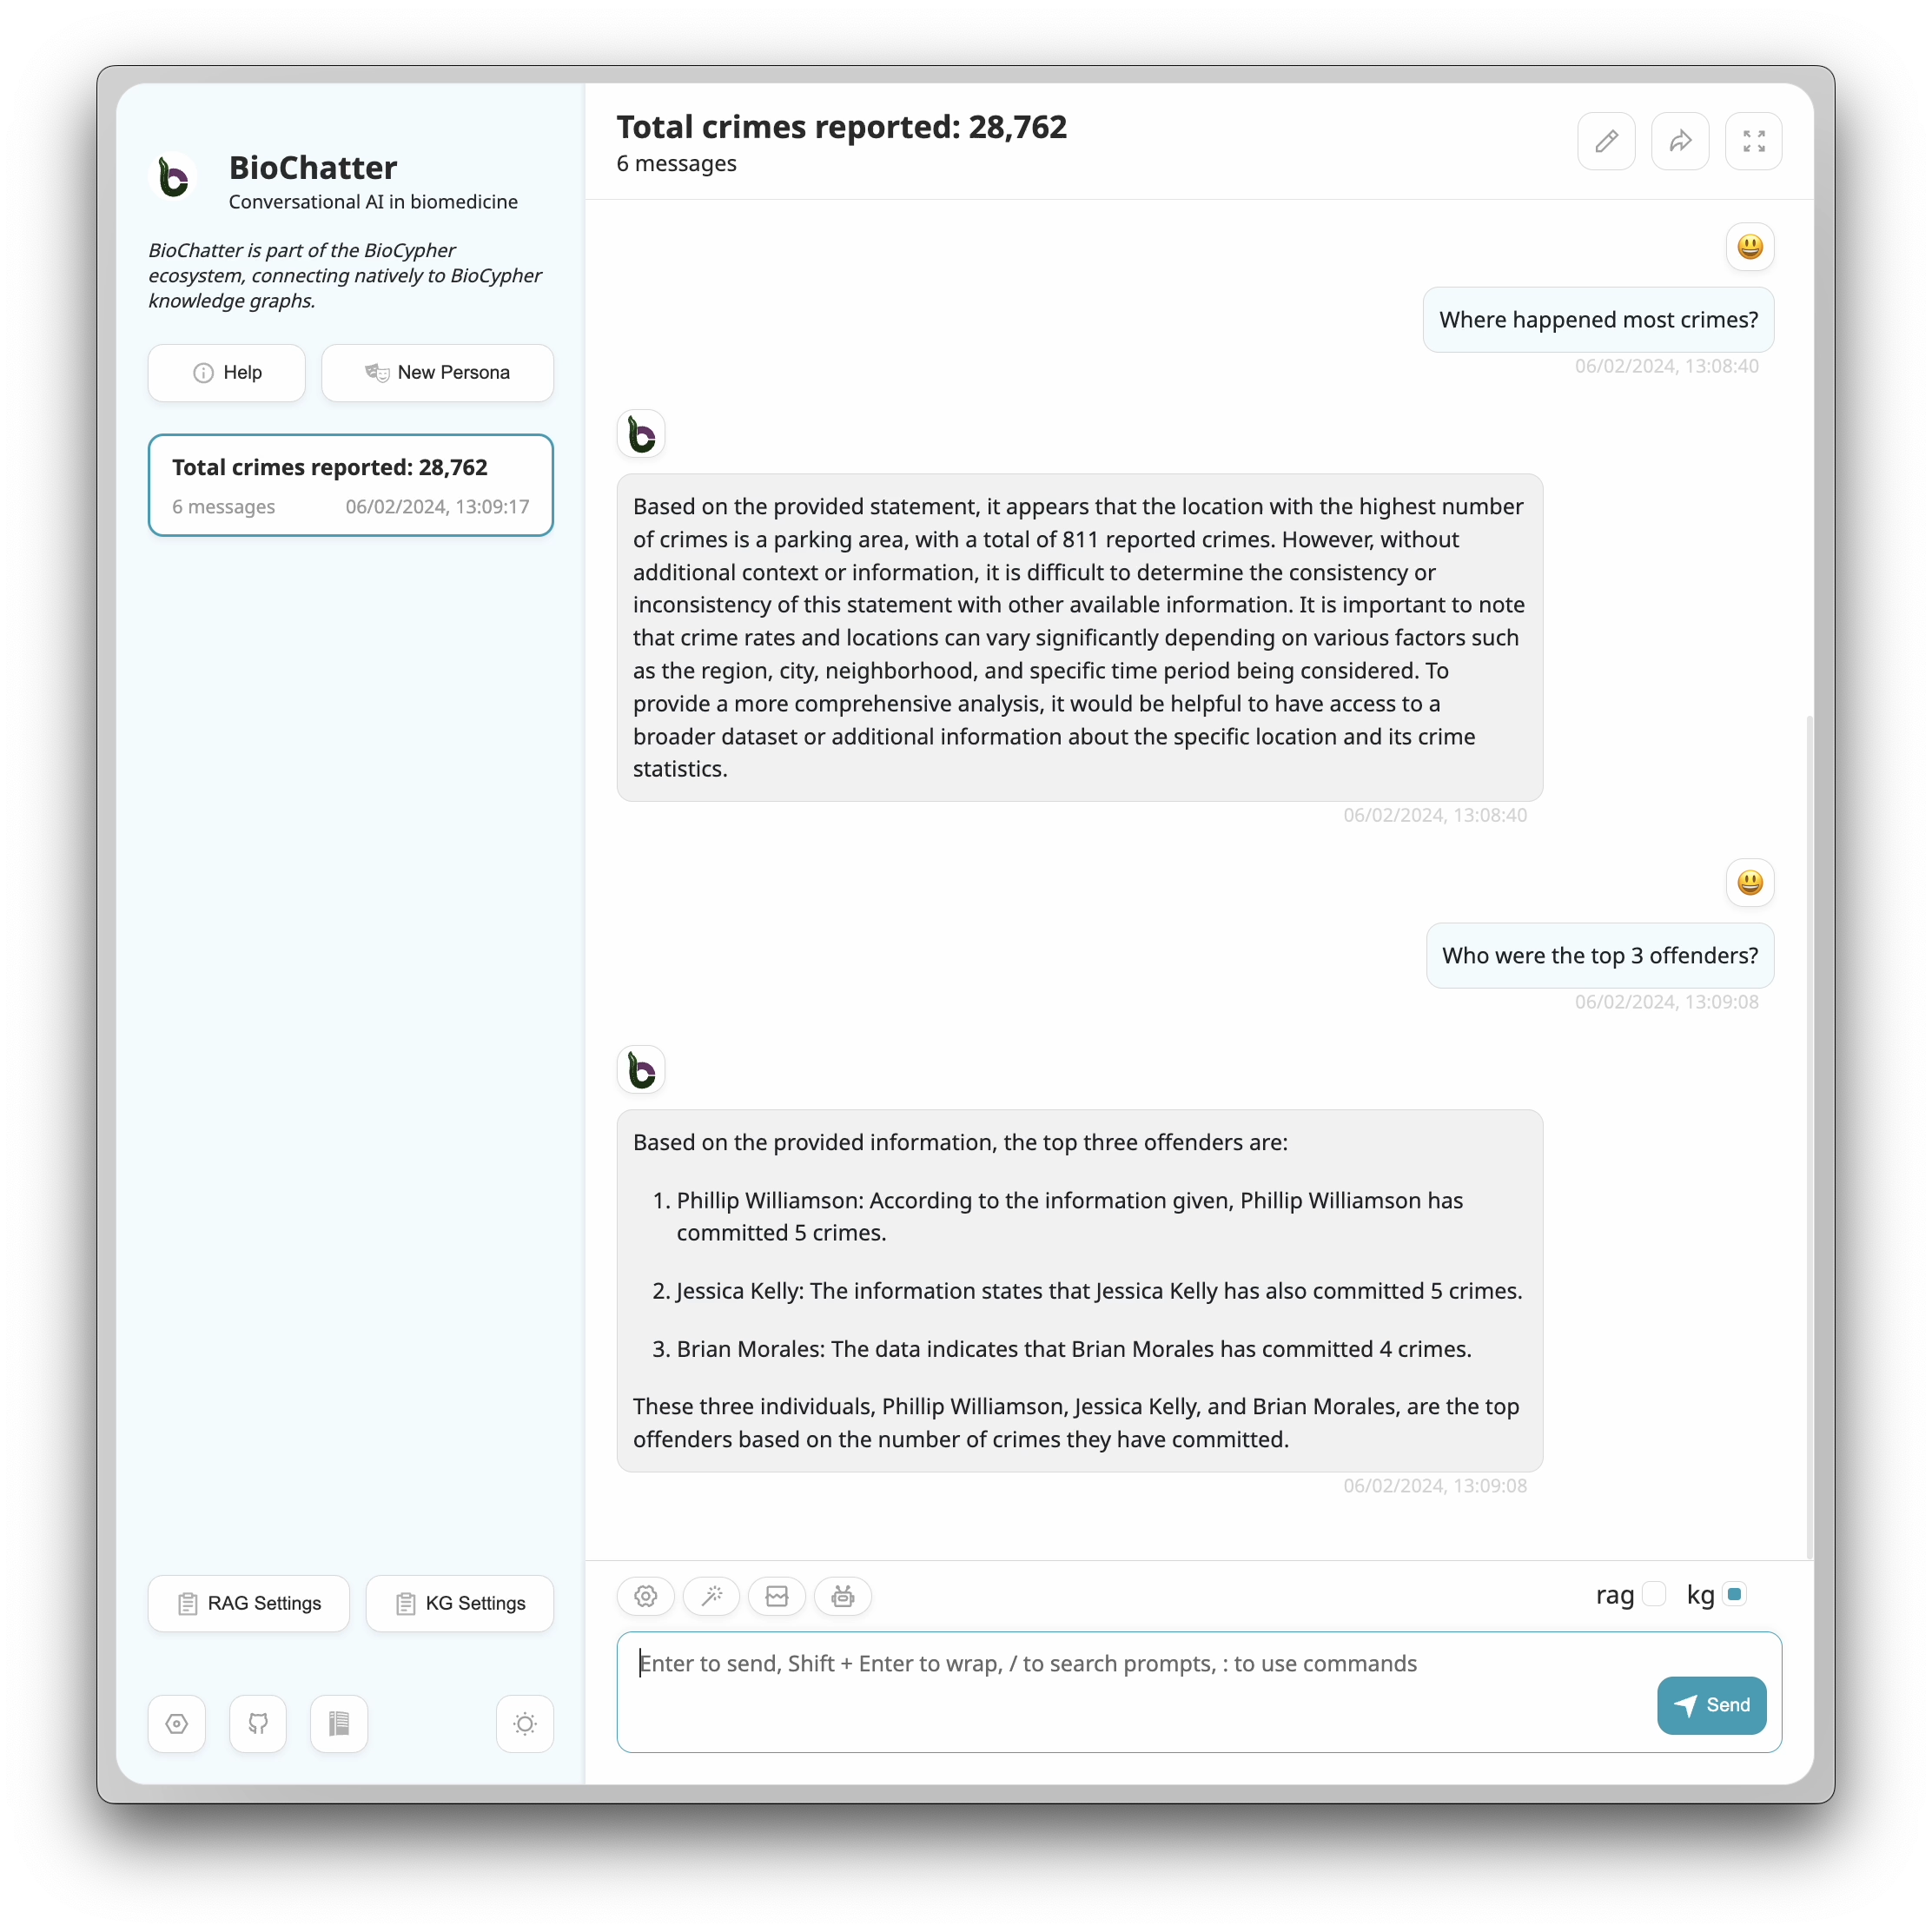 BioChatter
Conversational AI in biomedicine
BioChatter is part of the BioCypher
ecosystem, connecting natively to BioCypher
knowledge graphs.
Help
New Persona
Total crimes reported: 28,762
6 messages
06/02/2024, 13:09:17
RAG Settings
KG Settings
Total crimes reported: 28,762
6 messages
Where happened most crimes?
06/02/2024, 13:08:40
Based on the provided statement, it appears that the location with the highest number
of crimes is a parking area, with a total of 811 reported crimes. However, without
additional context or information, it is difficult to determine the consistency or
inconsistency of this statement with other available information. It is important to note
that crime rates and locations can vary significantly depending on various factors such
as the region, city, neighborhood, and specific time period being considered. To
provide a more comprehensive analysis, it would be helpful to have access to a
broader dataset or additional information about the specific location and its crime
statistics.
06/02/2024, 13:08:40
Who were the top 3 offenders?
06/02/2024, 13:09:08
Based on the provided information, the top three offenders are:
1. Phillip Williamson: According to the information given, Phillip Williamson has
committed 5 crimes.
2. Jessica Kelly: The information states that Jessica Kelly has also committed 5 crimes.
3. Brian Morales: The data indicates that Brian Morales has committed 4 crimes.
These three individuals, Phillip Williamson, Jessica Kelly, and Brian Morales, are the top
offenders based on the number of crimes they have committed.
06/02/2024, 13:09:08
rag
kg
Enter to send, Shift + Enter to wrap, / to search prompts, : to use commands
Send